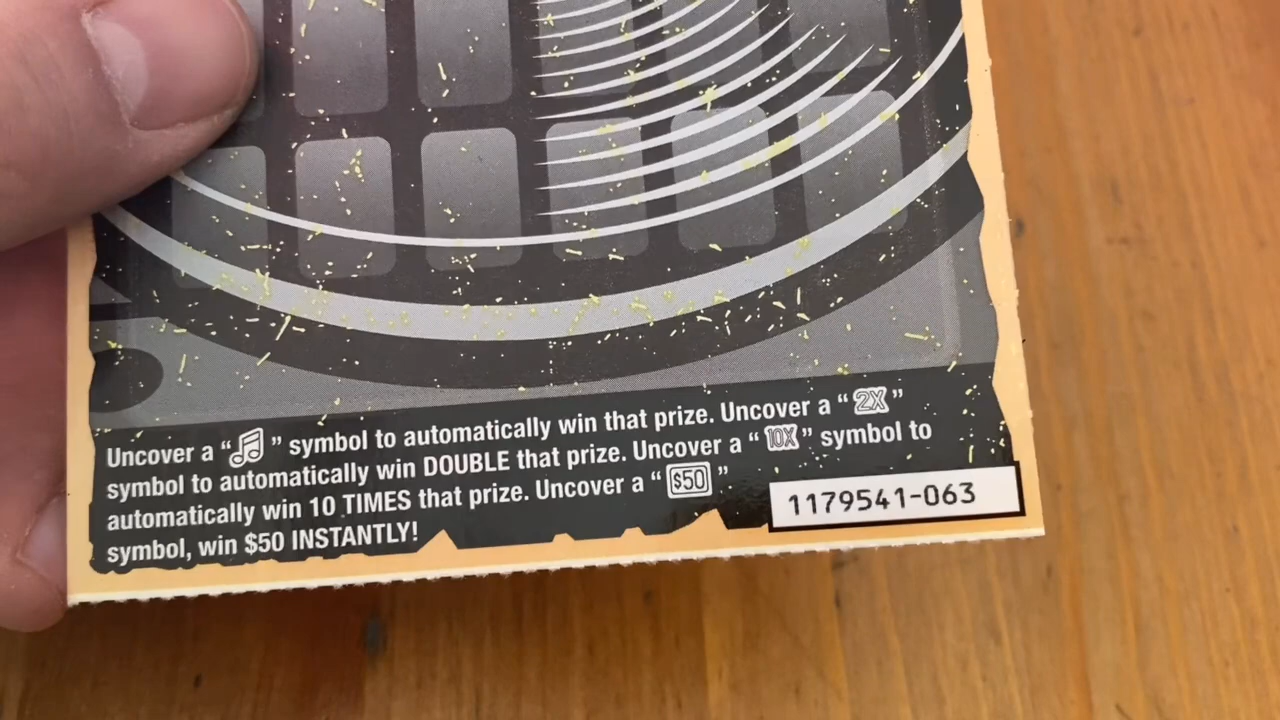 Uncover a “♫” symbol to automatically win that prize. Uncover a “2X”
symbol to automatically win DOUBLE that prize. Uncover a “10X” symbol to
automatically win 10 TIMES that prize. Uncover a “$50”
symbol, win $50 INSTANTLY!
1179541-063